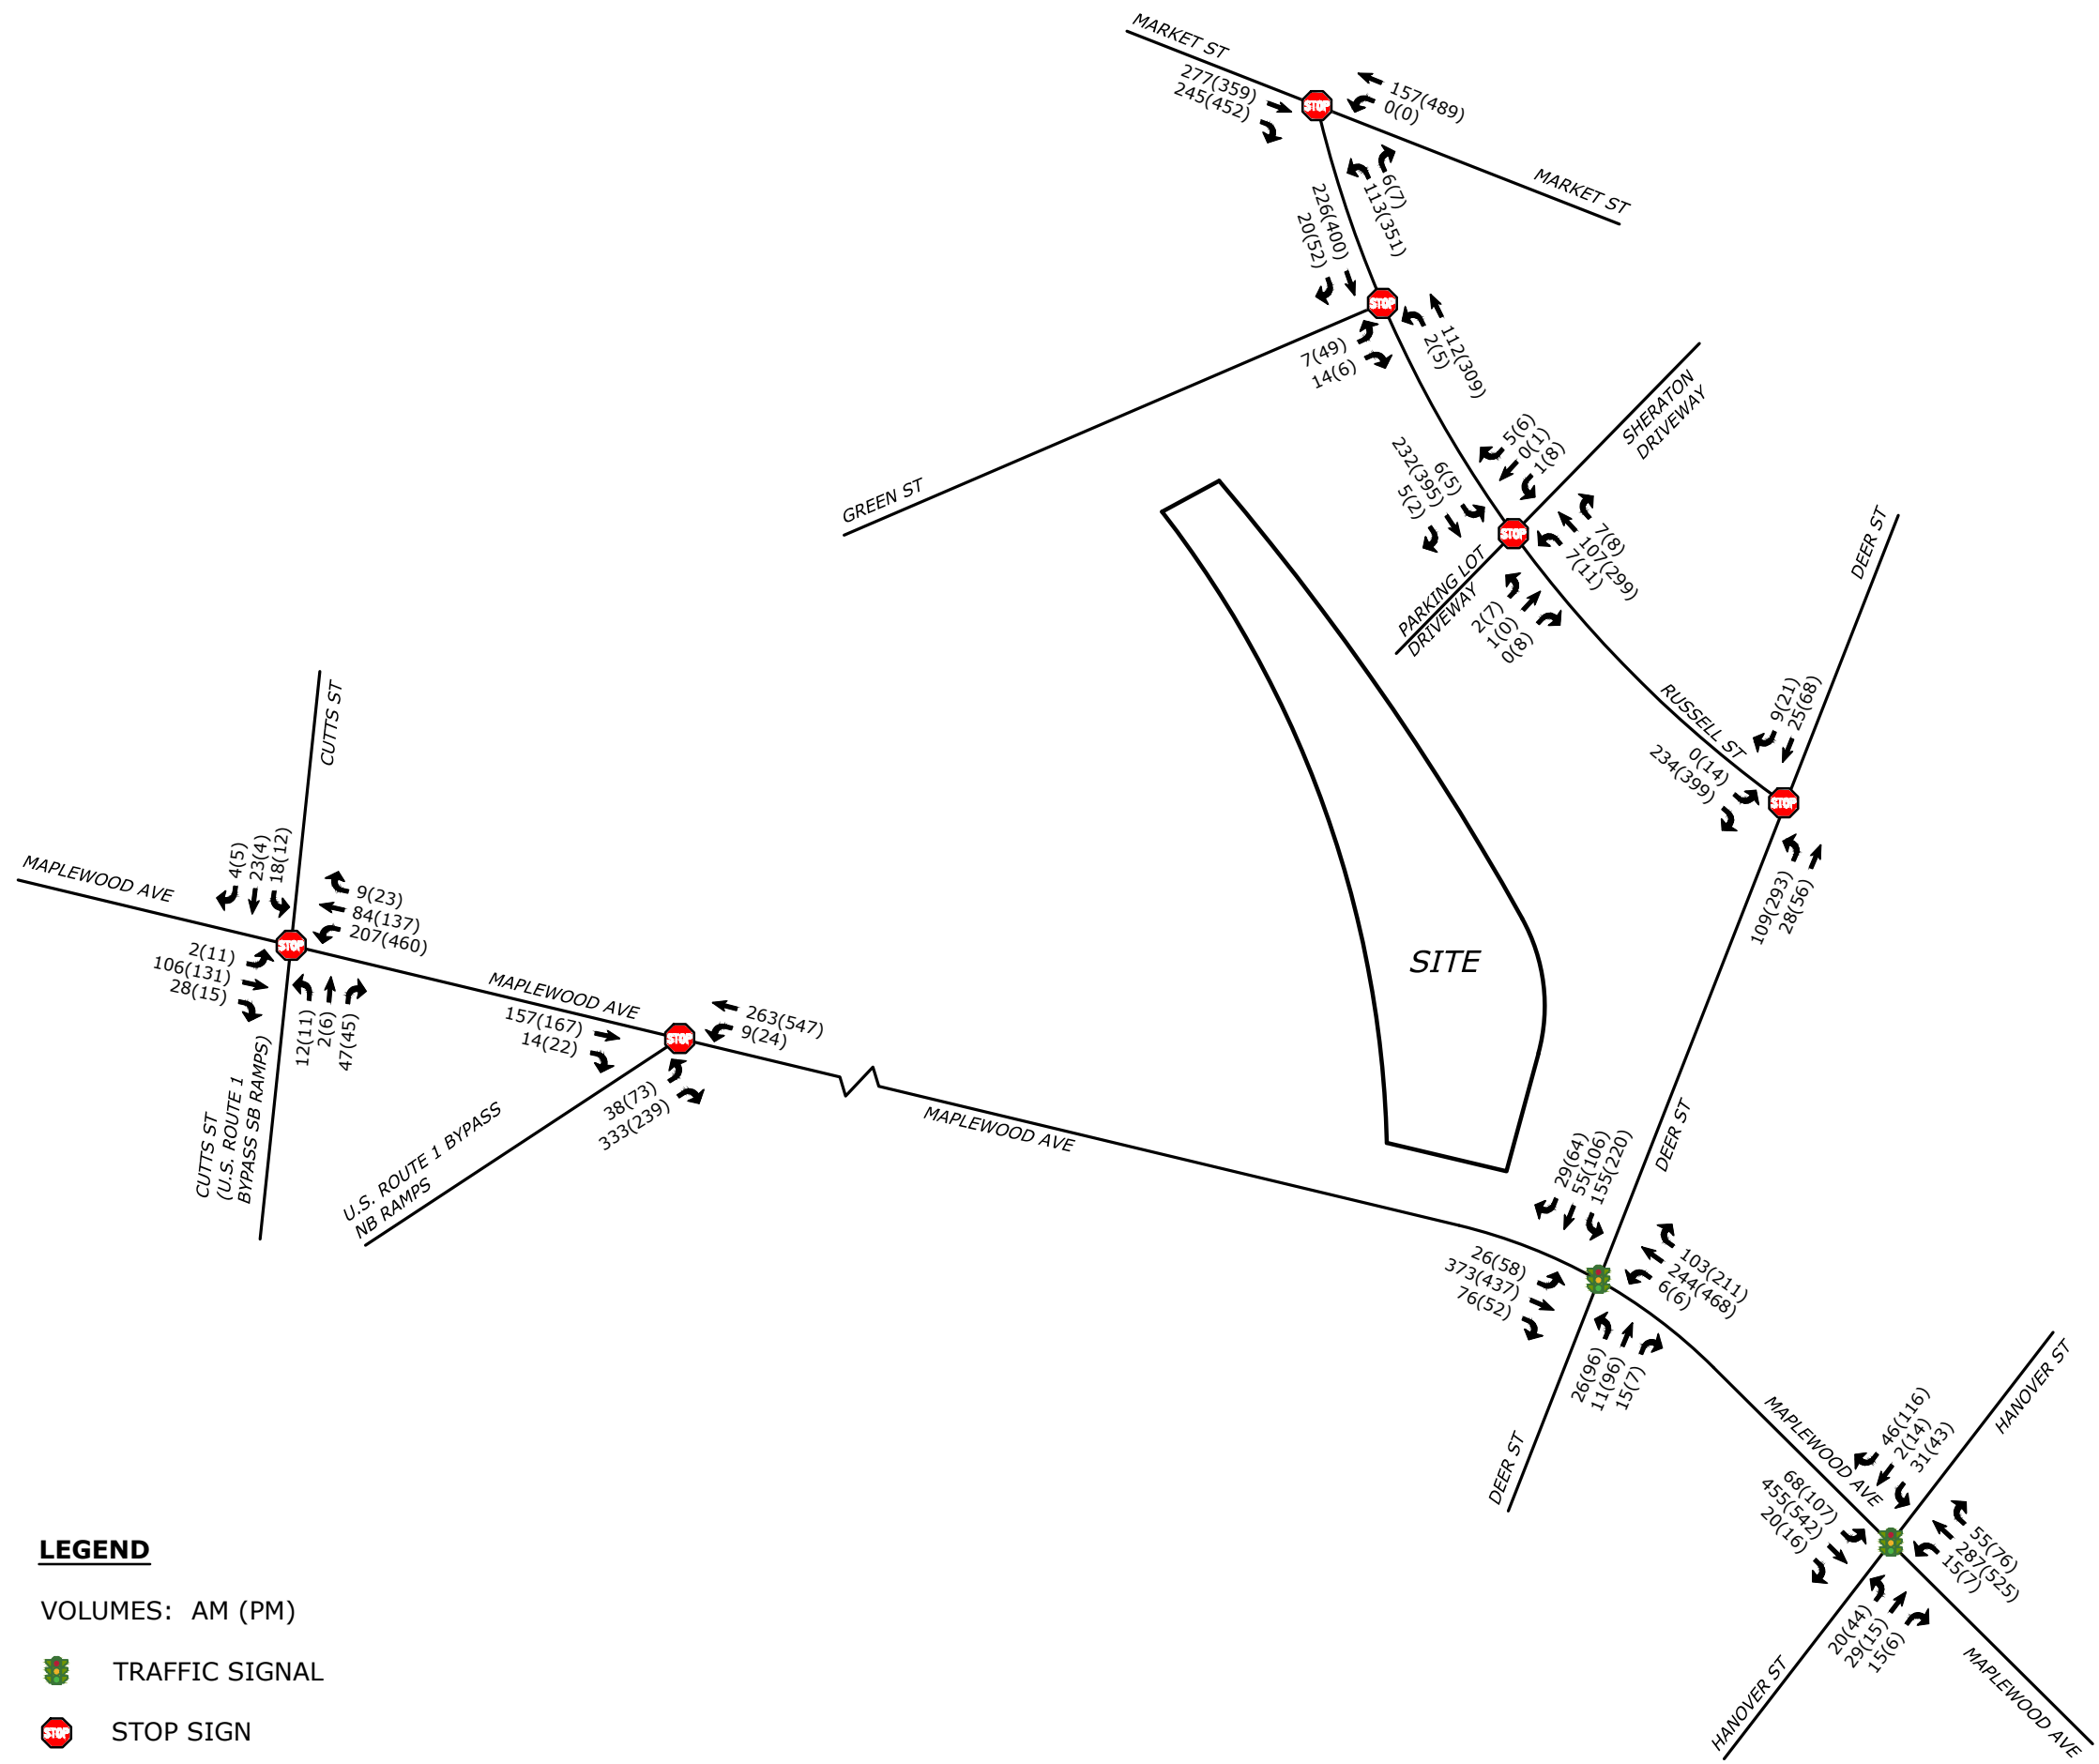 MARKET ST
277(359)
245(452)
157(489)
0(0)
STOP
MARKET ST
6(7)
113(351)
226(400)
20(52)
STOP
112(309)
2(5)
7(49)
14(6)
GREEN ST
SHERATON
DRIVEWAY
5(6)
0(1)
1(8)
6(5)
232(395)
5(2)
STOP
7(8)
107(299)
7(11)
PARKING LOT
DRIVEWAY
2(7)
1(0)
0(8)
DEER ST
RUSSELL ST
9(21)
25(68)
0(14)
234(399)
STOP
109(293)
28(56)
CUTTS ST
MAPLEWOOD AVE
4(5)
23(4)
18(12)
9(23)
84(137)
207(460)
STOP
2(11)
106(131)
28(15)
12(11)
2(6)
47(45)
CUTTS ST
(U.S. ROUTE 1
BYPASS SB RAMPS)
MAPLEWOOD AVE
157(167)
14(22)
STOP
263(547)
9(24)
38(73)
333(239)
U.S. ROUTE 1 BYPASS
NB RAMPS
MAPLEWOOD AVE
SITE
DEER ST
29(64)
55(106)
155(220)
26(58)
373(437)
76(52)
103(211)
244(468)
6(6)
26(96)
11(96)
15(7)
DEER ST
MAPLEWOOD AVE
HANOVER ST
46(116)
2(14)
31(43)
68(107)
455(542)
20(16)
55(76)
287(525)
15(7)
20(44)
29(15)
15(6)
HANOVER ST
MAPLEWOOD AVE
LEGEND
VOLUMES: AM (PM)
TRAFFIC SIGNAL
STOP
STOP SIGN